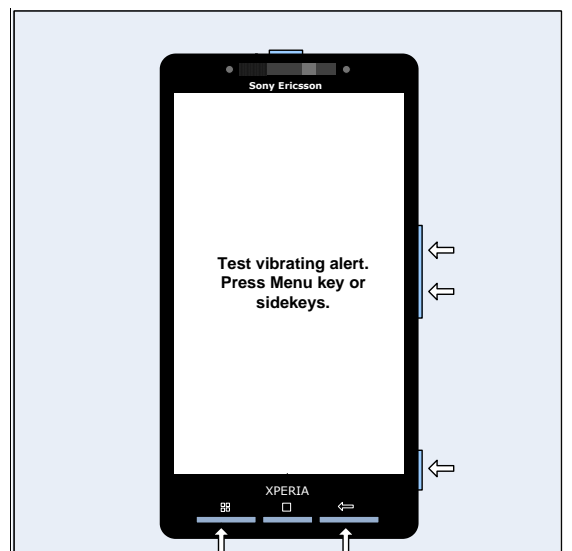 Sony Ericsson
Test vibrating alert.
Press Menu key or
sidekeys.
XPERIA